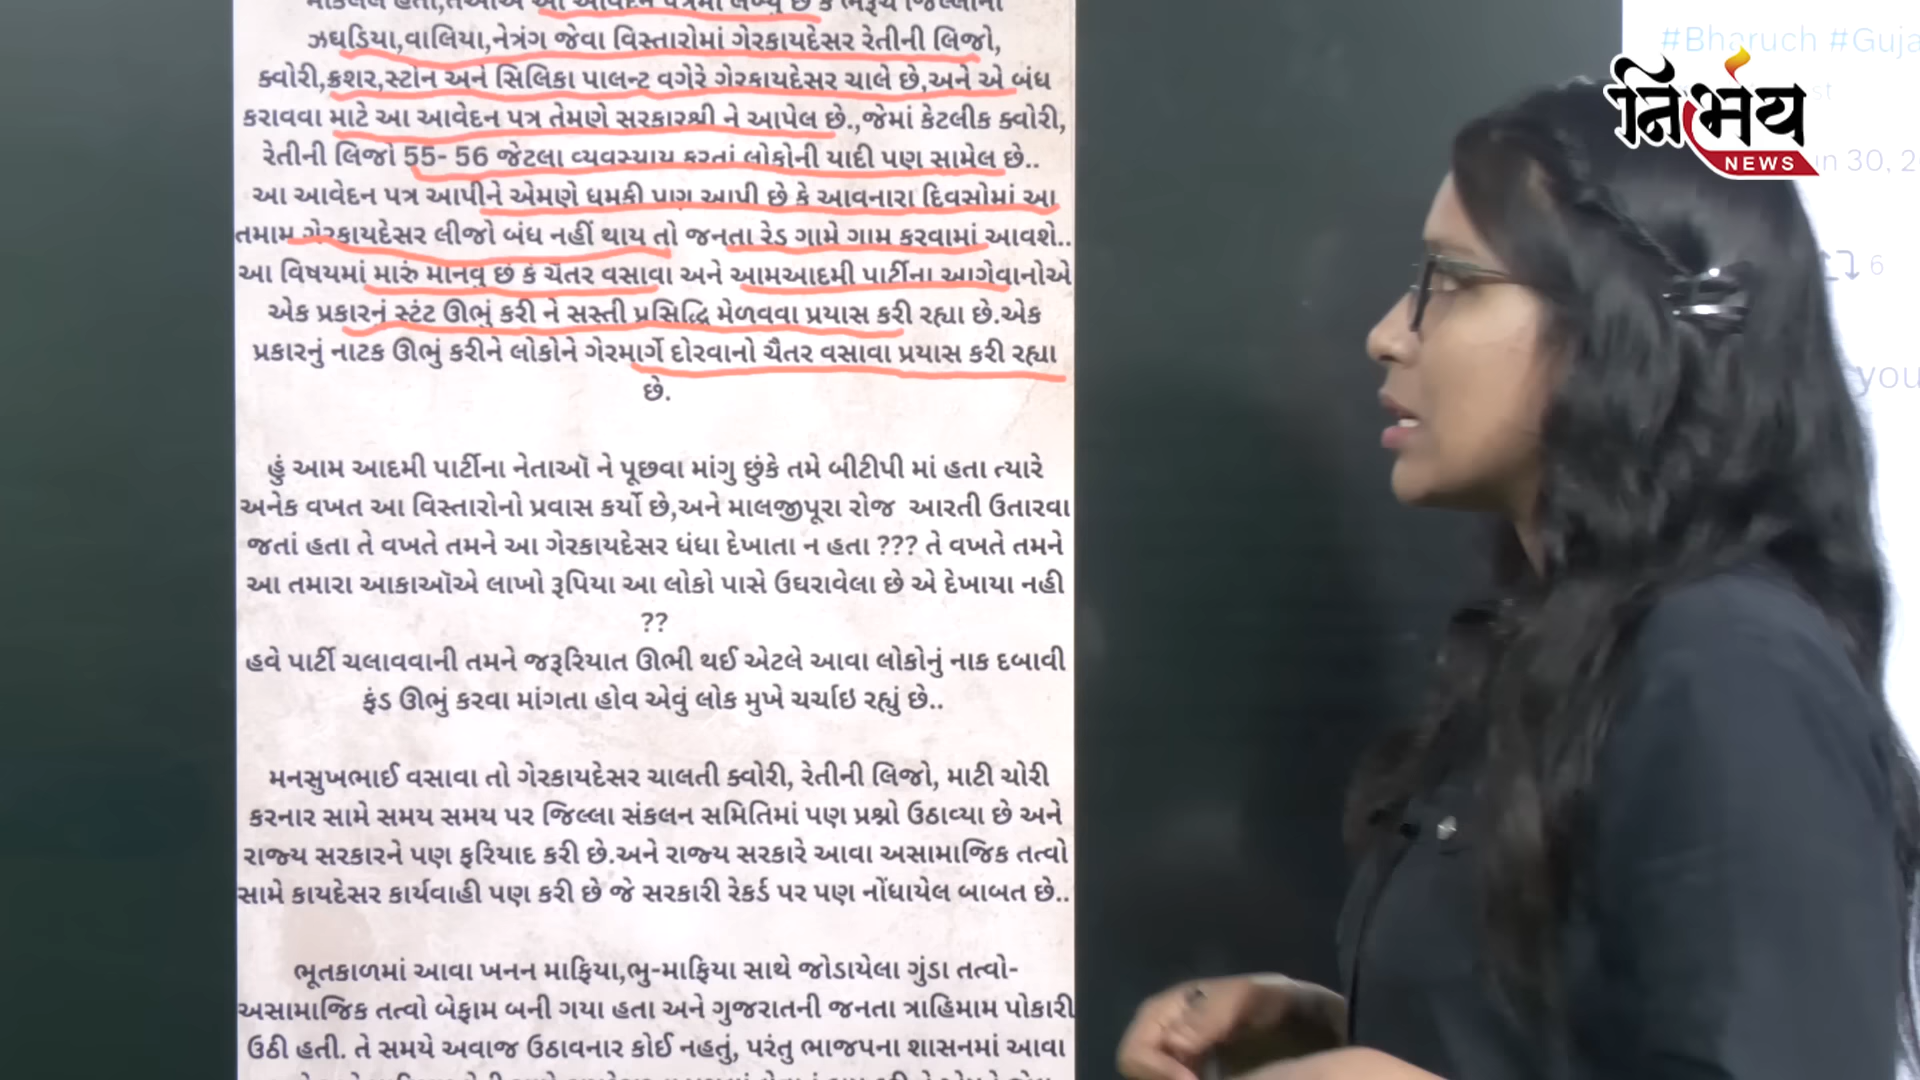 ઝઘડિયા,વાલિયા,નેત્રંગ જેવા વિસ્તારોમાં ગેરકાયદેસર રેતીની લિજો,
ક્વોરી,ક્રશર,સ્ટોન અને સિલિકા પાલન્ટ વગેરે ગેરકાયદેસર ચાલે છે,અને એ બંધ
કરાવવા માટે આ આવેદન પત્ર તેમણે સરકારશ્રી ને આપેલ છે.,જેમાં કેટલીક ક્વોરી,
રેતીની લિજો 55- 56 જેટલા વ્યવસ્યાય કરતાં લોકોની યાદી પણ સામેલ છે..
આ આવેદન પત્ર આપીને એમણે ધમકી પાગ આપી છે કે આવનારા દિવસોમાં આ
તમામ ગેરકાયદેસર લીજો બંધ નહીં થાય તો જનતા રેડ ગામે ગામ કરવામાં આવશે..
આ વિષયમાં મારું માનવું છે કે ચૈતર વસાવા અને આમઆદમી પાર્ટીના આગેવાનોએ
એક પ્રકારનું સ્ટંટ ઊભું કરી ને સસ્તી પ્રસિદ્ધિ મેળવવા પ્રયાસ કરી રહ્યા છે.એક
પ્રકારનું નાટક ઊભું કરીને લોકોને ગેરમાર્ગે દોરવાનો ચૈતર વસાવા પ્રયાસ કરી રહ્યા
છે.
હું આમ આદમી પાર્ટીના નેતાઓ ને પૂછવા માંગુ છુંકે તમે બીટીપી માં હતા ત્યારે
અનેક વખત આ વિસ્તારોનો પ્રવાસ કર્યો છે,અને માલજીપૂરા રોજ આરતી ઉતારવા
જતાં હતા તે વખતે તમને આ ગેરકાયદેસર ધંધા દેખાતા ન હતા ??? તે વખતે તમને
આ તમારા આકાઓએ લાખો રૂપિયા આ લોકો પાસે ઉઘરાવેલા છે એ દેખાયા નહી
??
હવે પાર્ટી ચલાવવાની તમને જરૂરિયાત ઊભી થઈ એટલે આવા લોકોનું નાક દબાવી
ફંડ ઊભું કરવા માંગતા હોવ એવું લોક મુખે ચર્ચાઇ રહ્યું છે..
મનસુખભાઈ વસાવા તો ગેરકાયદેસર ચાલતી ક્વોરી, રેતીની લિજો, માટી ચોરી
કરનાર સામે સમય સમય પર જિલ્લા સંકલન સમિતિમાં પણ પ્રશ્નો ઉઠાવ્યા છે અને
રાજ્ય સરકારને પણ ફરિયાદ કરી છે.અને રાજ્ય સરકારે આવા અસામાજિક તત્વો
સામે કાયદેસર કાર્યવાહી પણ કરી છે જે સરકારી રેકર્ડ પર પણ નોંધાયેલ બાબત છે..
ભૂતકાળમાં આવા ખનન માફિયા,ભુ-માફિયા સાથે જોડાયેલા ગુંડા તત્વો-
અસામાજિક તત્વો બેફામ બની ગયા હતા અને ગુજરાતની જનતા ત્રાહિમામ પોકારી
ઉઠી હતી. તે સમયે અવાજ ઉઠાવનાર કોઈ નહતું, પરંતુ ભાજપના શાસનમાં આવા
#Bharuch
નિર્ભય
NEWS
30, 2
6
you